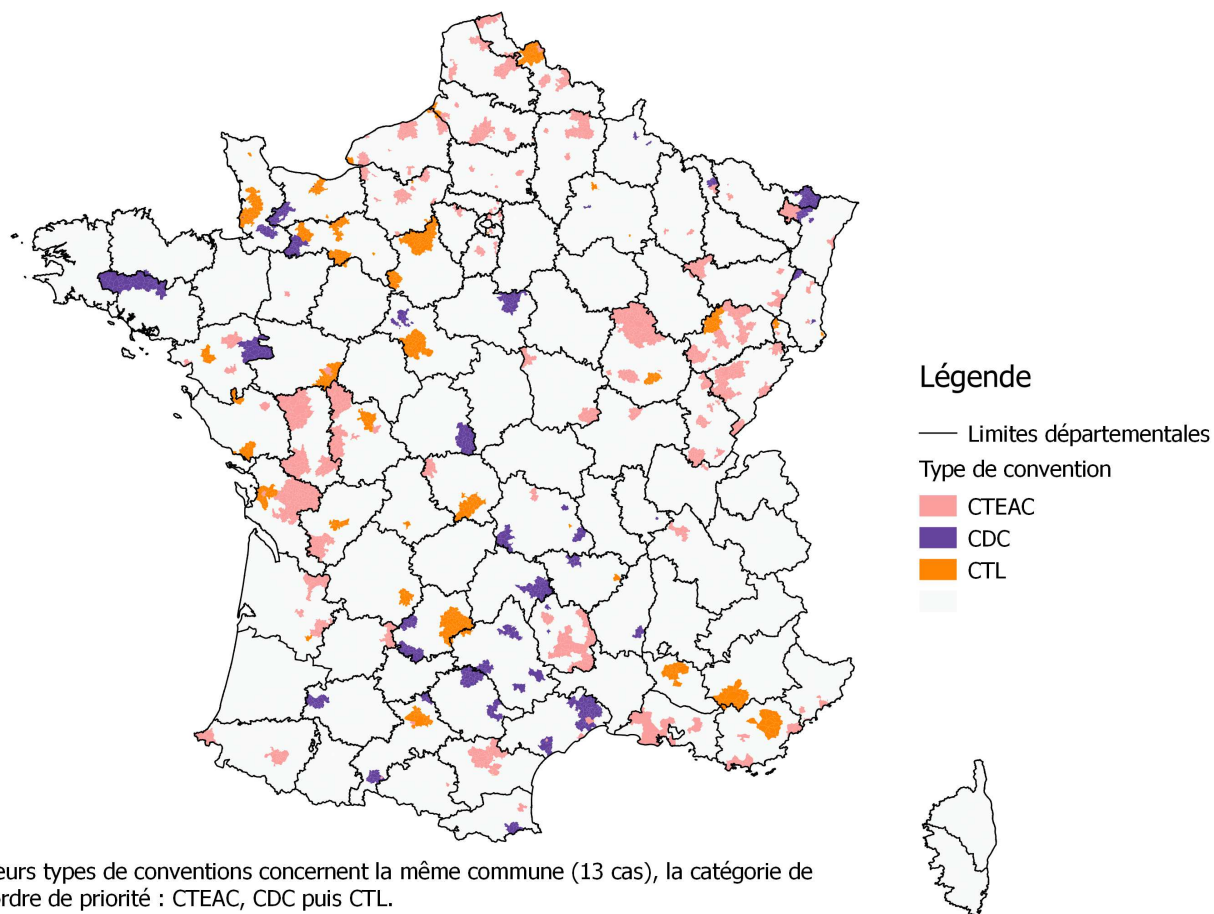 Légende
Limites départementales
Type de convention
CTEAC
CDC
CTL
eurs types de conventions concernent la même commune (13 cas), la catégorie de
ordre de priorité : CTEAC, CDC puis CTL.